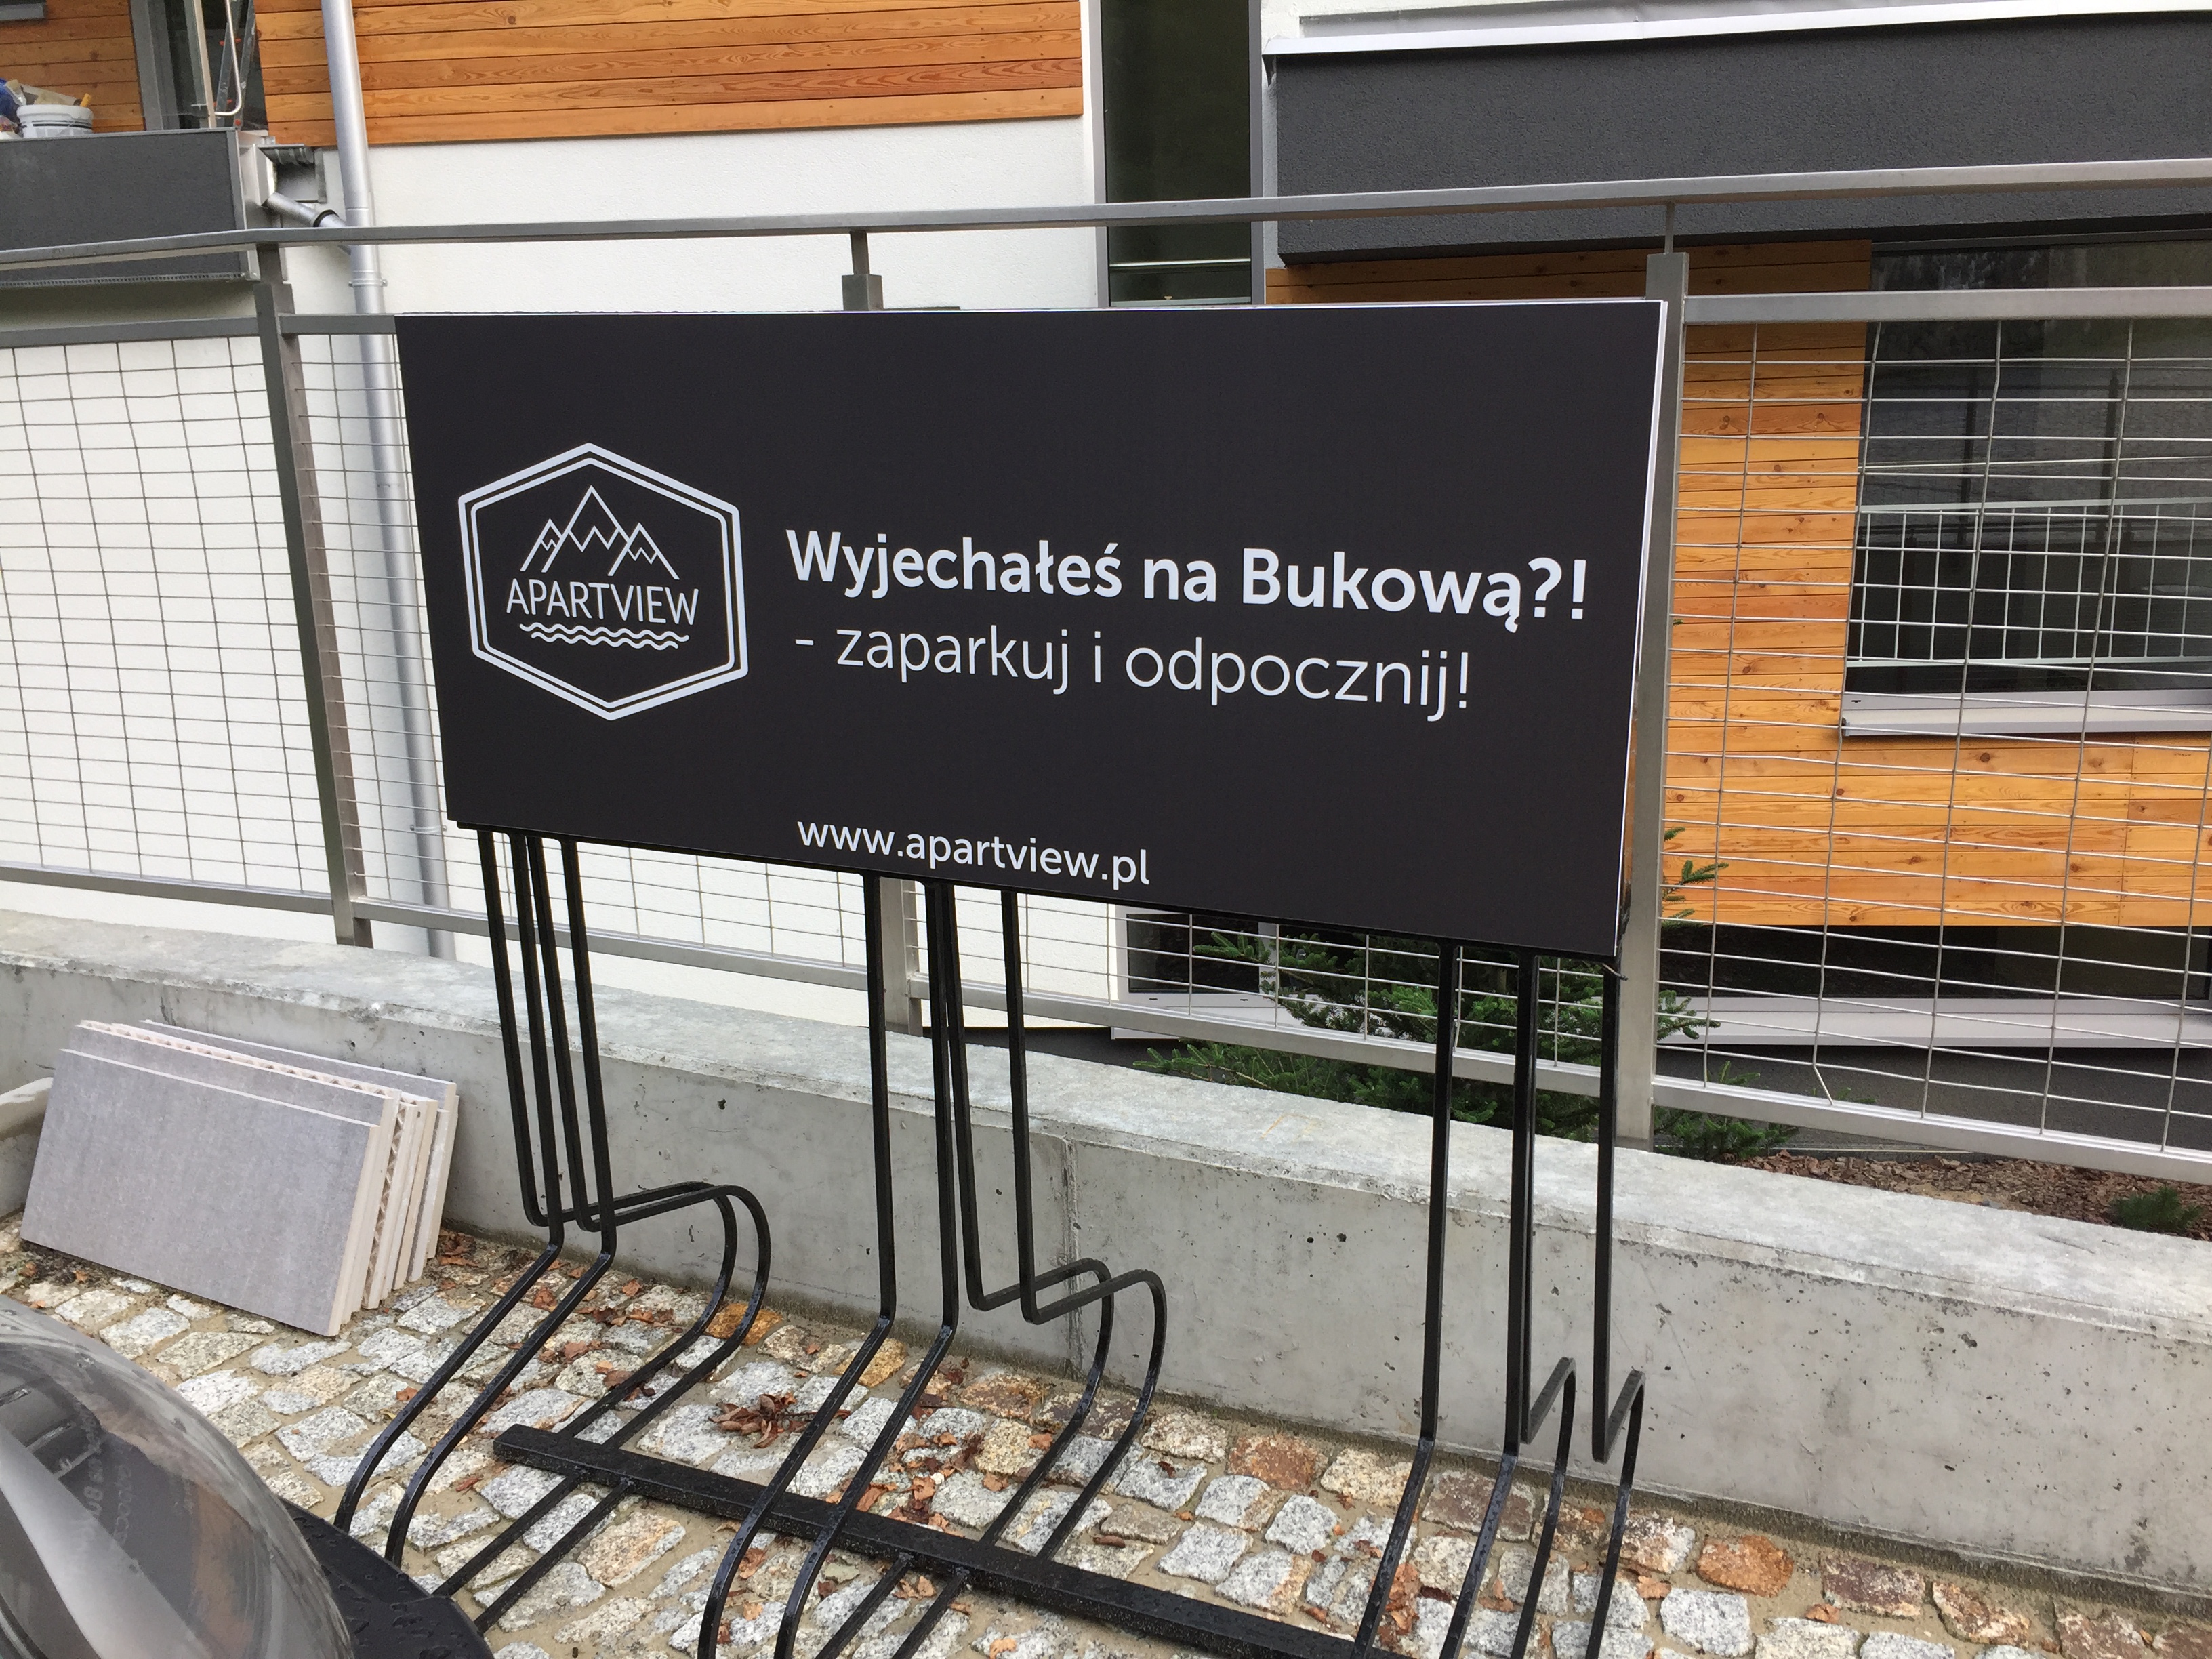 APARTVIEW
Wyjechałeś na Bukową?!
- zaparkuj i odpocznij!
www.apartview.pl